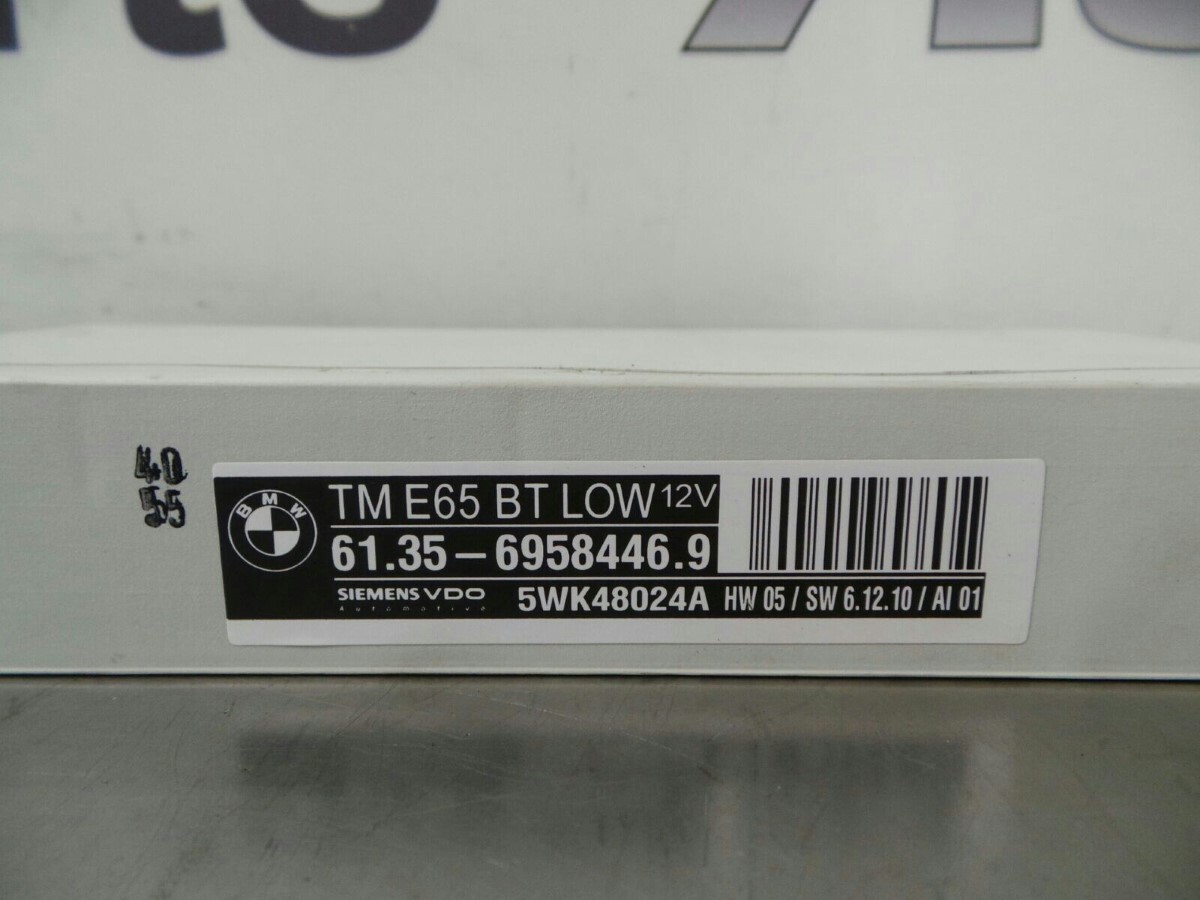 40
55
BMW
TM E65 BT LOW 12V
61.35 – 6958446.9
SIEMENS VDO
Automotive
5WK48024A HW 05 / SW 6.12.10 / AI 01